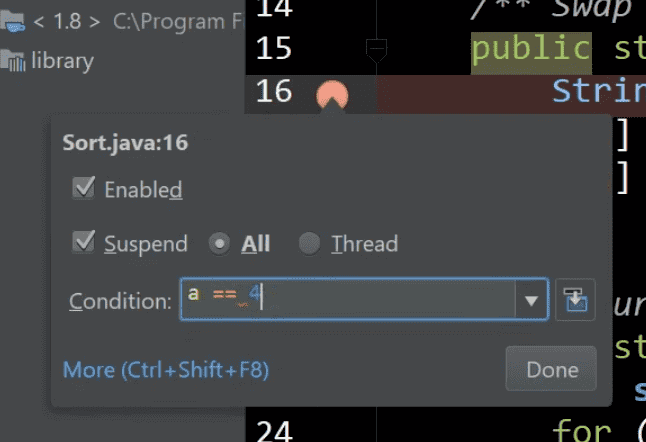 14 /** Swap
< 1.8 > C:\Program F
15 public st
library
16 Strin
]
Sort.java:16
]
Enabled
Suspend All Thread
Condition: a == 4
st
More (Ctrl+Shift+F8) Done
s
24 for (